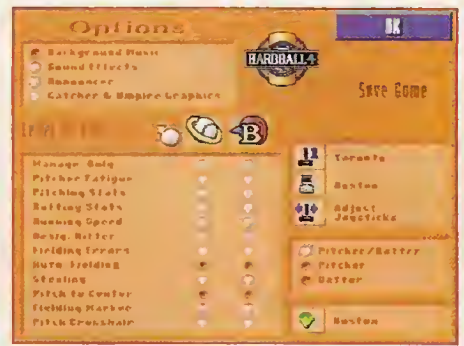 Options
OK
Background Music
Sound Effects
Announcer
Catcher & Umpire Graphics
HARDBALL 4
Save Game
B
Manage Only
Pitcher Fatigue
Pitching Stats
Batting Stats
Running Speed
Desig. Hitter
Fielding Errors
Auto Fielding
Stealing
Pitch to Center
Fielding Marker
Pitch Crosshair
Toronto
Boston
Adjust
Joysticks
Pitcher/Batter
Pitcher
Batter
Boston